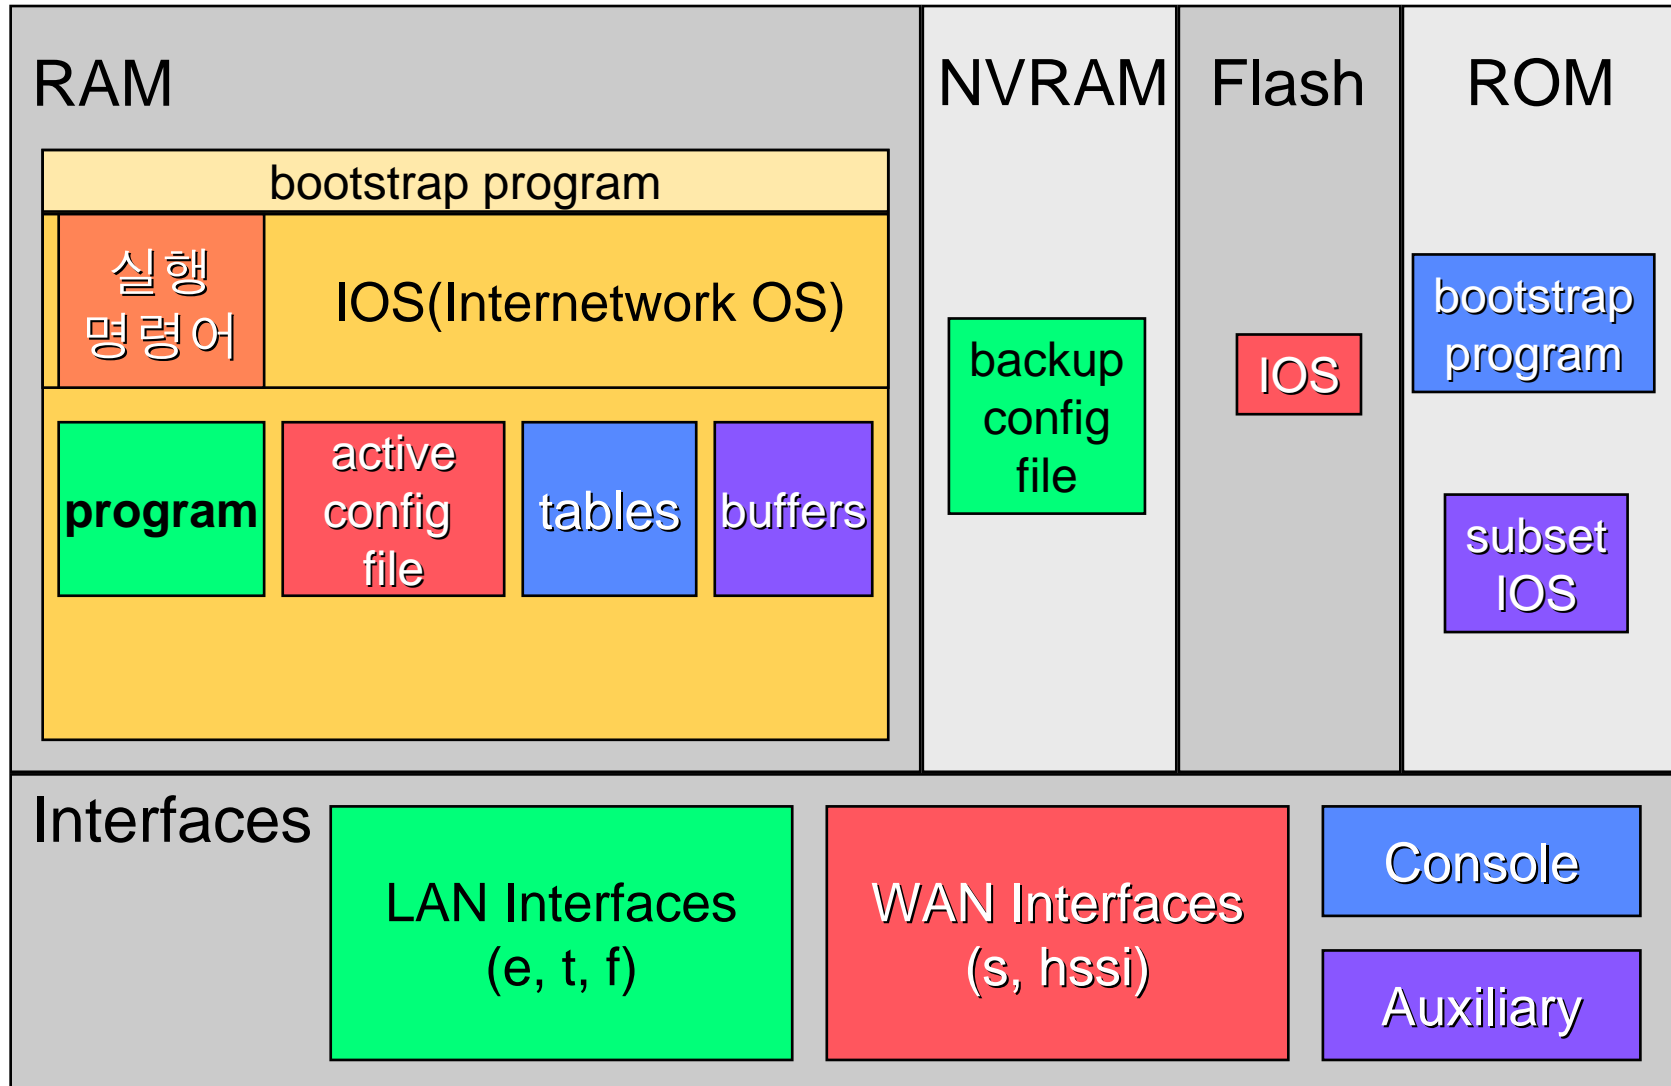 RAM
bootstrap program
실행
명령어
IOS(Internetwork OS)
program
active
config
file
tables
buffers
NVRAM
backup
config
file
Flash
IOS
ROM
bootstrap
program
subset
IOS
Interfaces
LAN Interfaces
(e, t, f)
WAN Interfaces
(s, hssi)
Console
Auxiliary